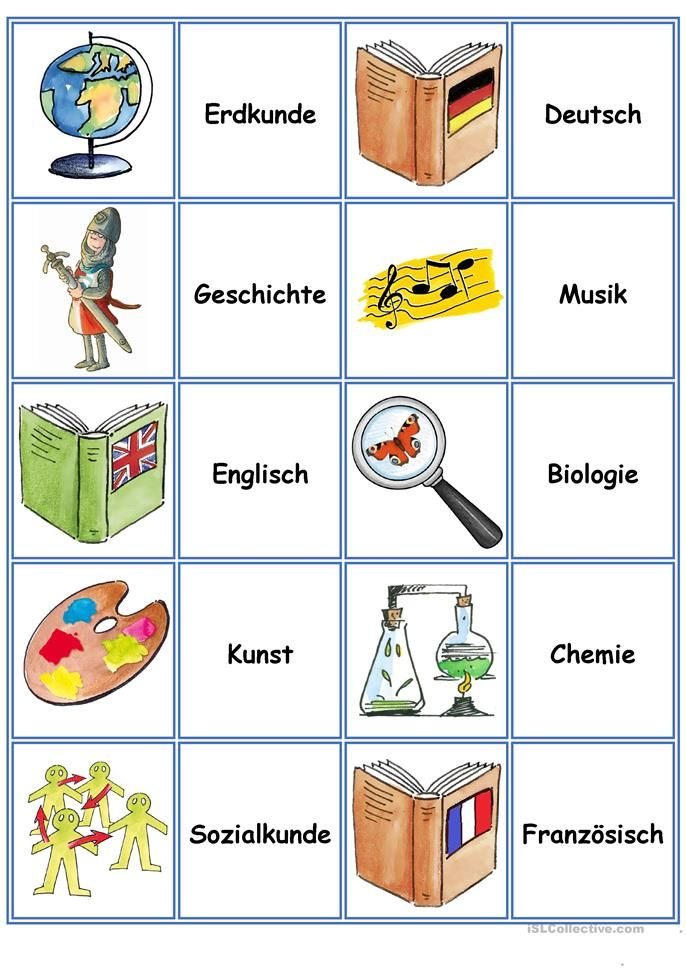 Erdkunde
Deutsch
Geschichte
Musik
Englisch
Biologie
Kunst
Chemie
Sozialkunde
Französisch
iSLCollective.com